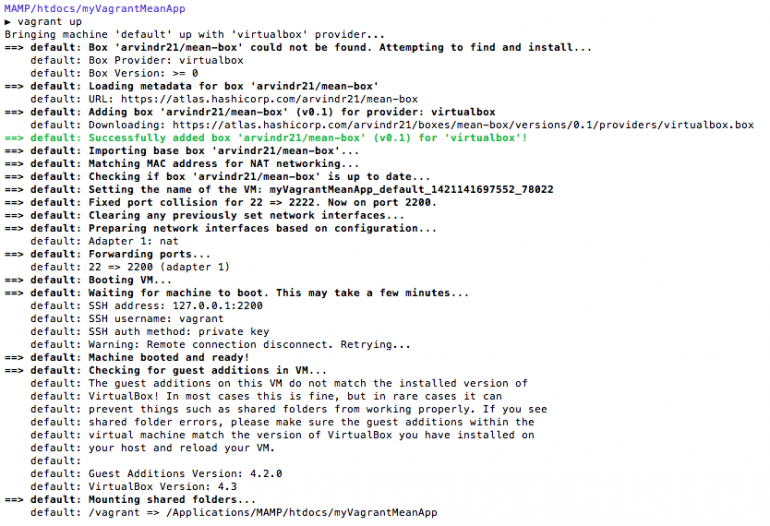 MAMP/htdocs/myVagrantMeanApp
▶ vagrant up
Bringing machine 'default' up with 'virtualbox' provider...
==> default: Box 'arvindr21/mean-box' could not be found. Attempting to find and install...
    default: Box Provider: virtualbox
    default: Box Version: >= 0
==> default: Loading metadata for box 'arvindr21/mean-box'
    default: URL: https://atlas.hashicorp.com/arvindr21/mean-box
==> default: Adding box 'arvindr21/mean-box' (v0.1) for provider: virtualbox
    default: Downloading: https://atlas.hashicorp.com/arvindr21/boxes/mean-box/versions/0.1/providers/virtualbox.box
==> default: Successfully added box 'arvindr21/mean-box' (v0.1) for 'virtualbox'!
==> default: Importing base box 'arvindr21/mean-box'...
==> default: Matching MAC address for NAT networking...
==> default: Checking if box 'arvindr21/mean-box' is up to date...
==> default: Setting the name of the VM: myVagrantMeanApp_default_1421141697552_78022
==> default: Fixed port collision for 22 => 2222. Now on port 2200.
==> default: Clearing any previously set network interfaces...
==> default: Preparing network interfaces based on configuration...
    default: Adapter 1: nat
==> default: Forwarding ports...
    default: 22 => 2200 (adapter 1)
==> default: Booting VM...
==> default: Waiting for machine to boot. This may take a few minutes...
    default: SSH address: 127.0.0.1:2200
    default: SSH username: vagrant
    default: SSH auth method: private key
    default: Warning: Remote connection disconnect. Retrying...
==> default: Machine booted and ready!
==> default: Checking for guest additions in VM...
    default: The guest additions on this VM do not match the installed version of
    default: VirtualBox! In most cases this is fine, but in rare cases it can
    default: prevent things such as shared folders from working properly. If you see
    default: shared folder errors, please make sure the guest additions within the
    default: virtual machine match the version of VirtualBox you have installed on
    default: your host and reload your VM.
    default:
    default: Guest Additions Version: 4.2.0
    default: VirtualBox Version: 4.3
==> default: Mounting shared folders...
    default: /vagrant => /Applications/MAMP/htdocs/myVagrantMeanApp